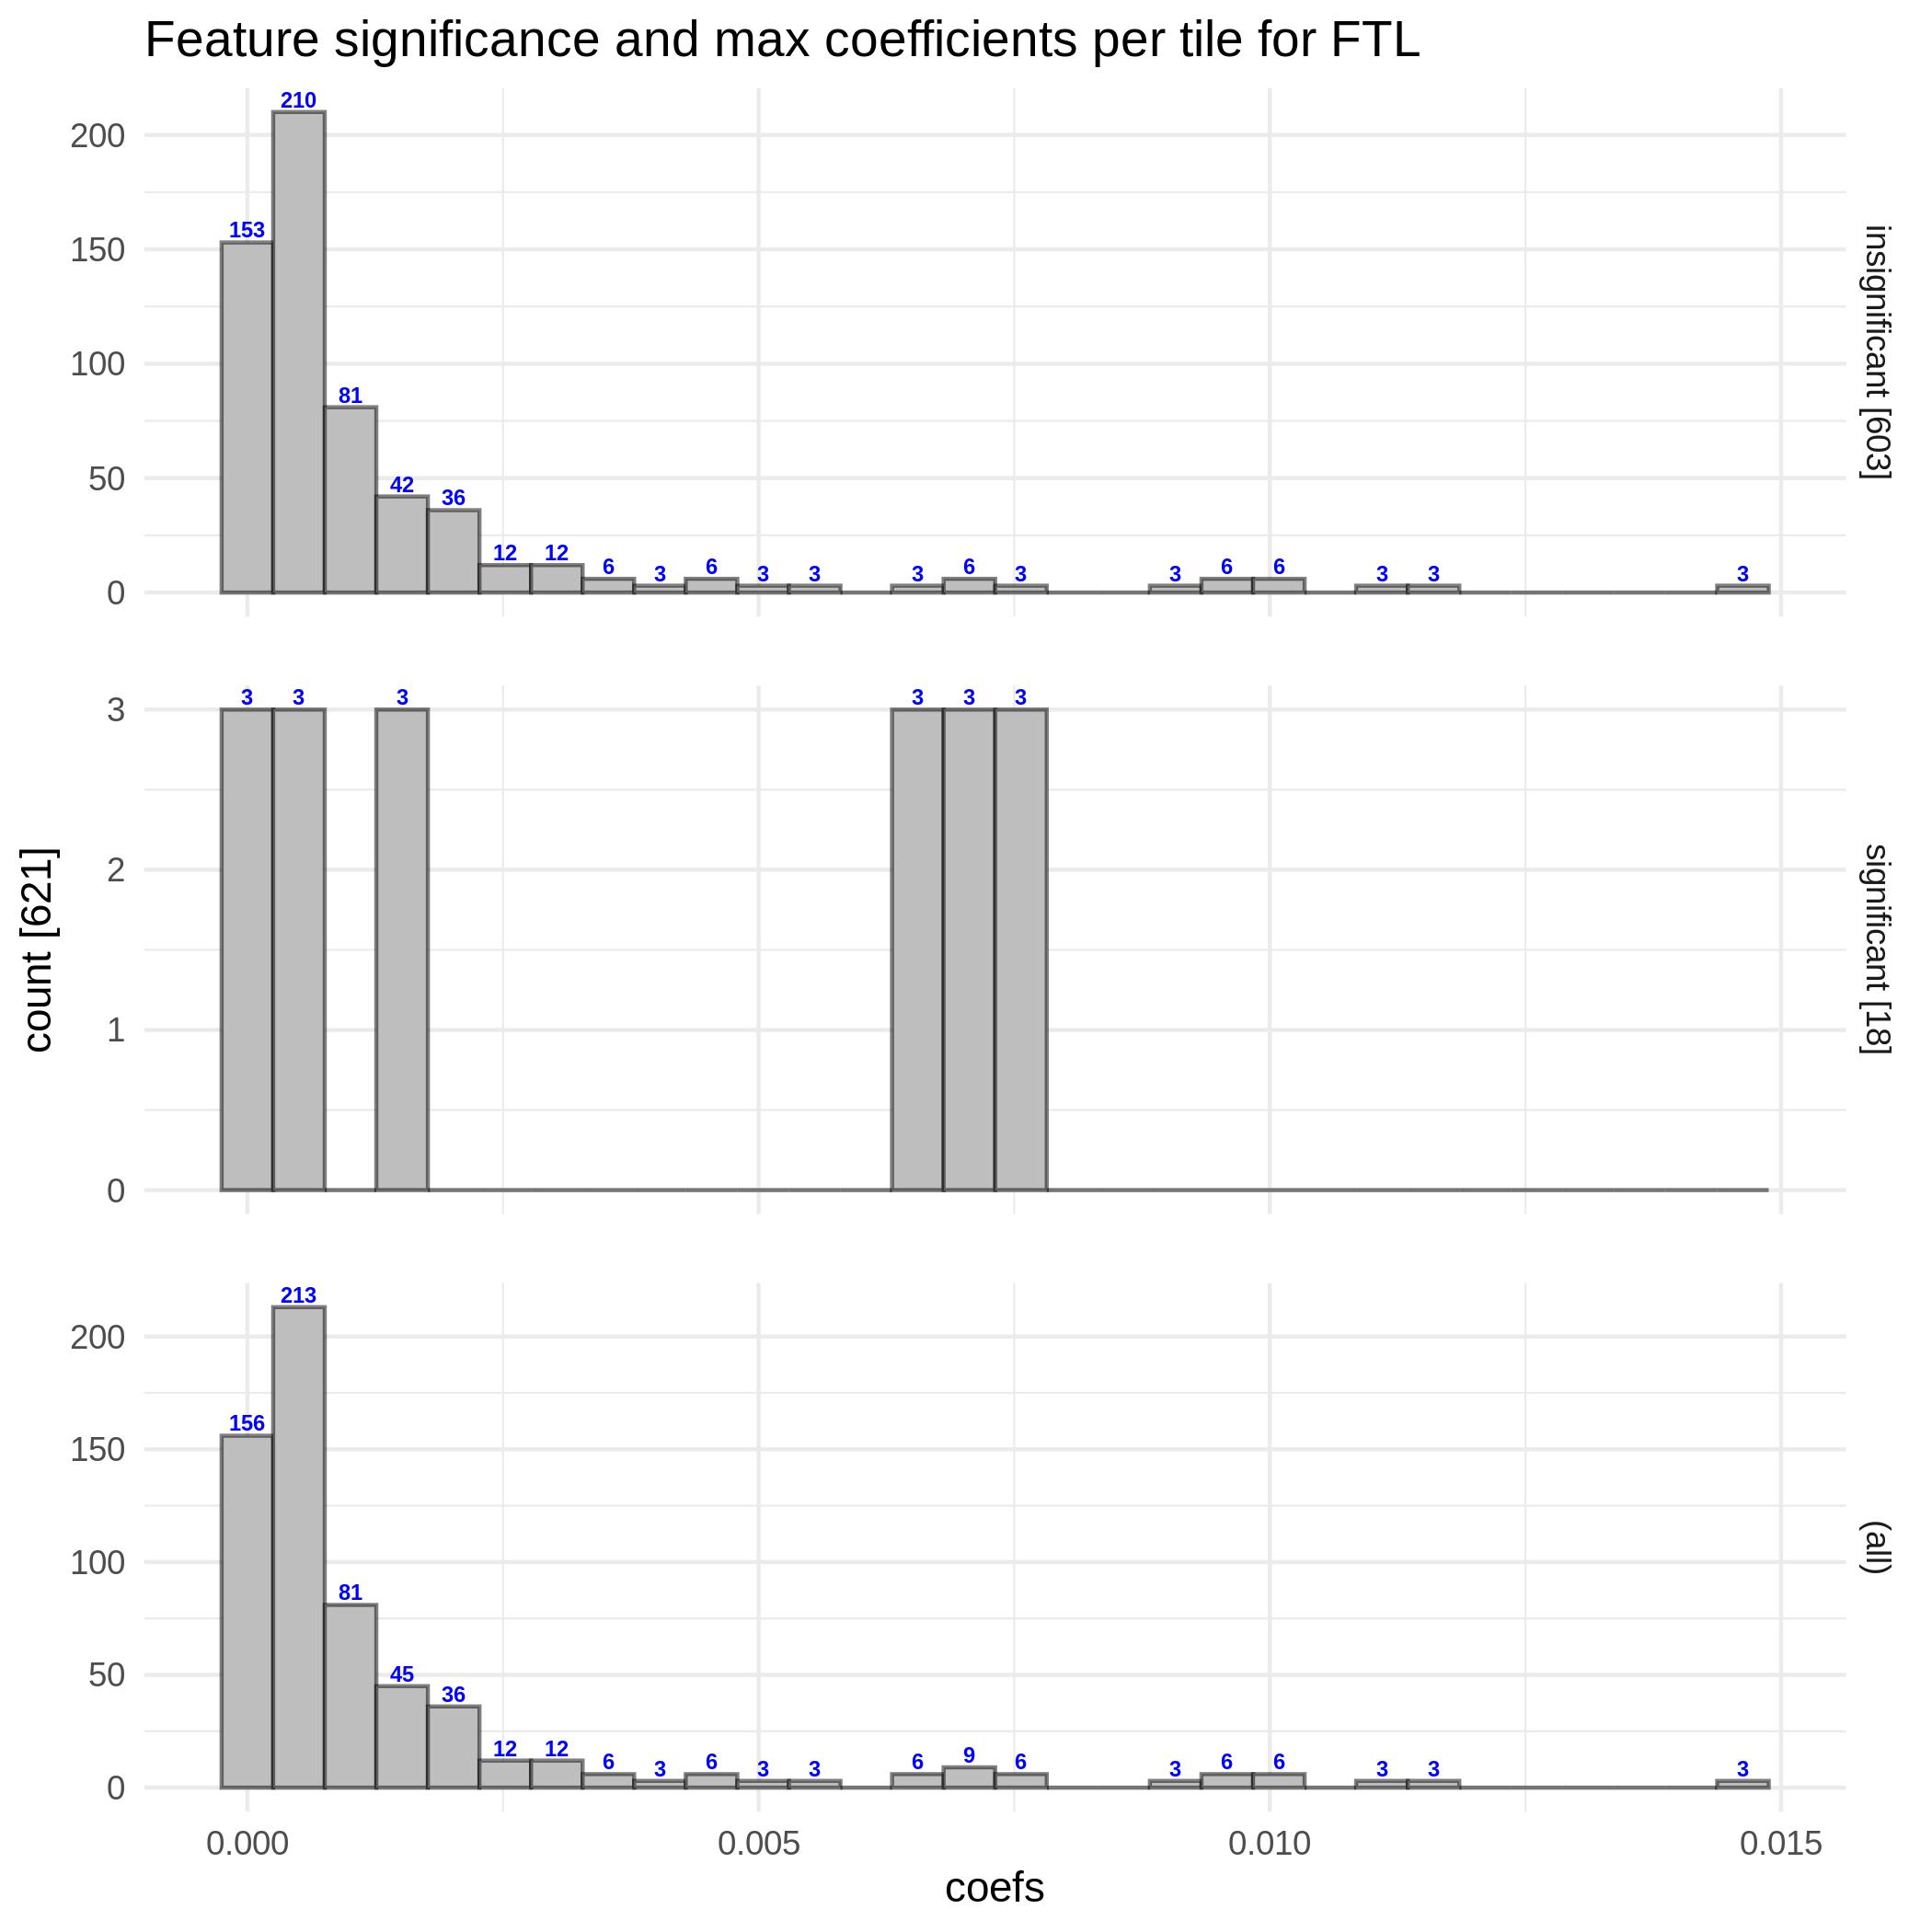 Feature significance and max coefficients per tile for FTL
210
200
153
150
100
81
50
42
36
12 12 6 3 6 3 3 3 6 3 3 6 6 3 3 3
0
insignificant [603]
3 3 3 3 3 3
3
2
1
0
significant [18]
count [621]
213
200
156
150
100
81
50
45
36
12 12 6 3 6 3 3 6 9 6 3 6 6 3 3 3
0
(all)
0.000 0.005 0.010 0.015
coefs